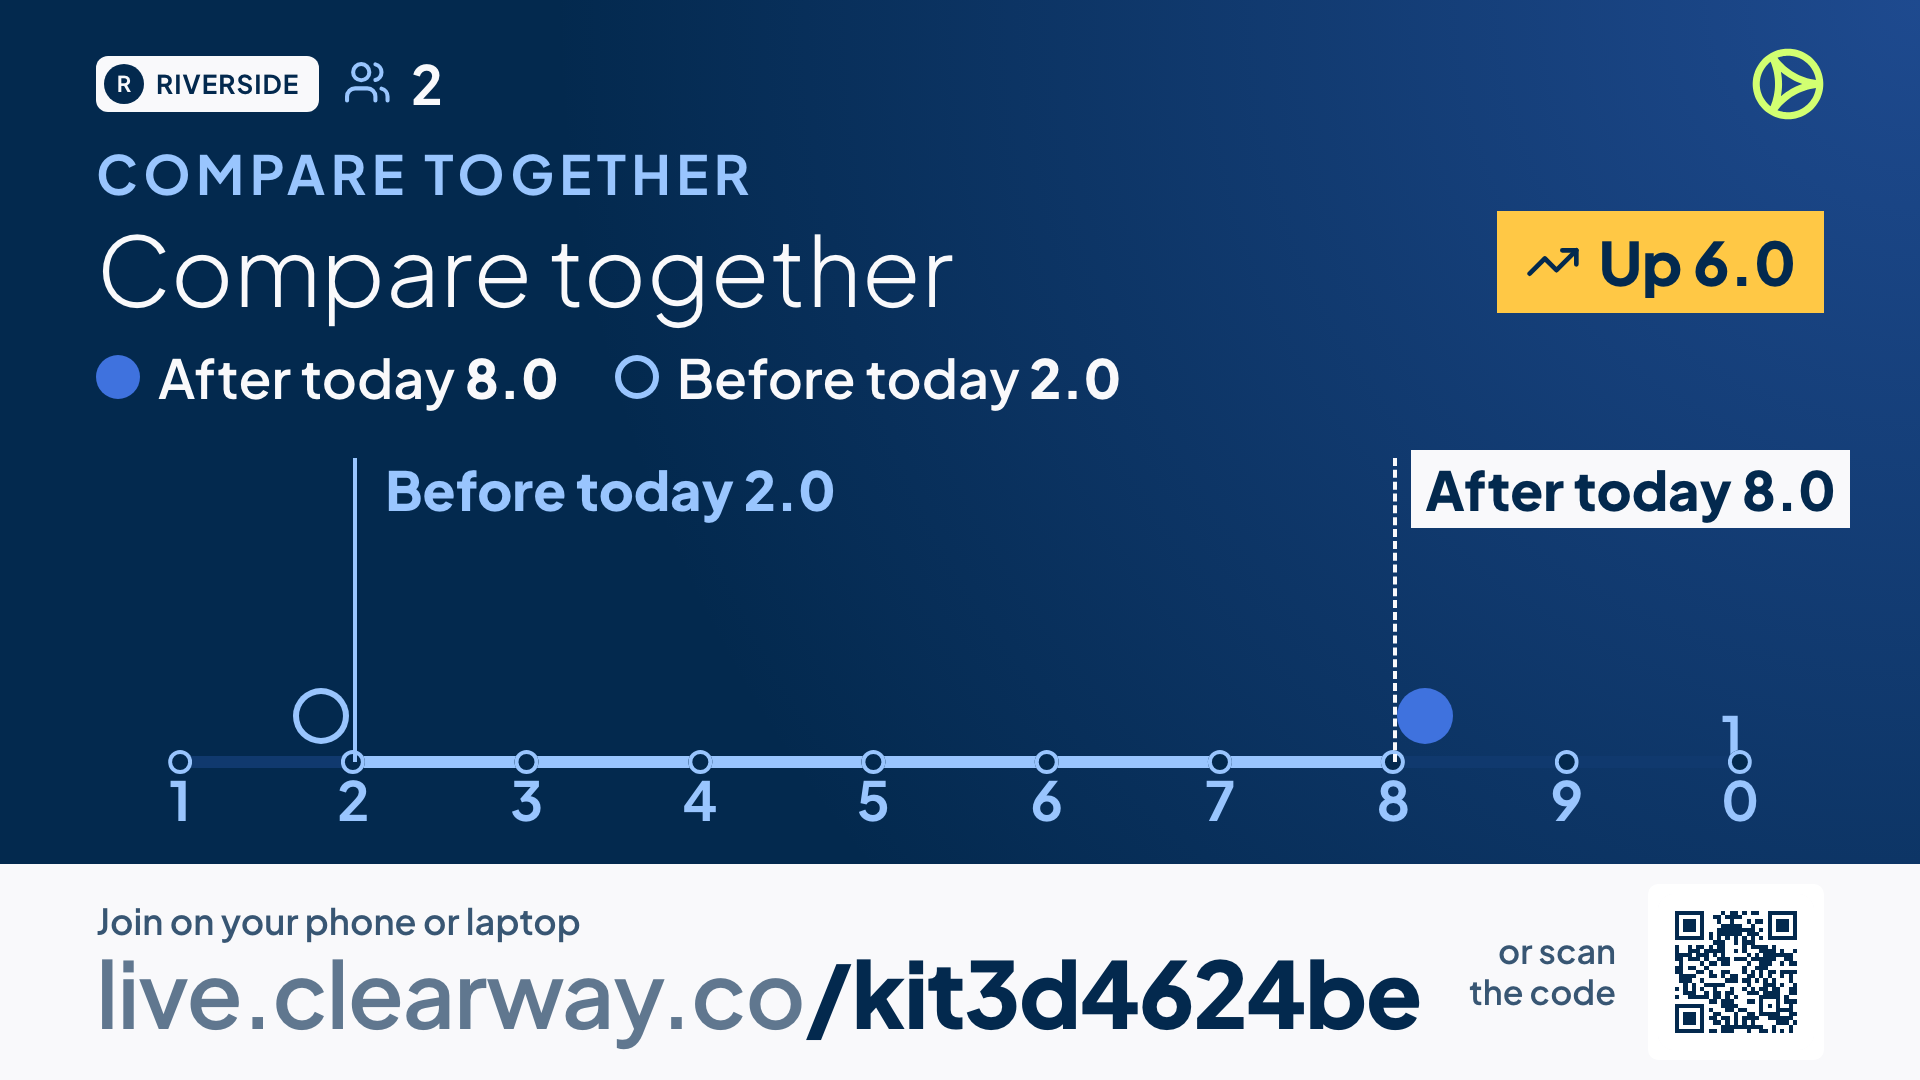 R RIVERSIDE 2
COMPARE TOGETHER
Compare together
Up 6.0
After today 8.0 Before today 2.0
Before today 2.0
After today 8.0
1 2 3 4 5 6 7 8 9 10
Join on your phone or laptop
live.clearway.co/kit3d4624be
or scan
the code